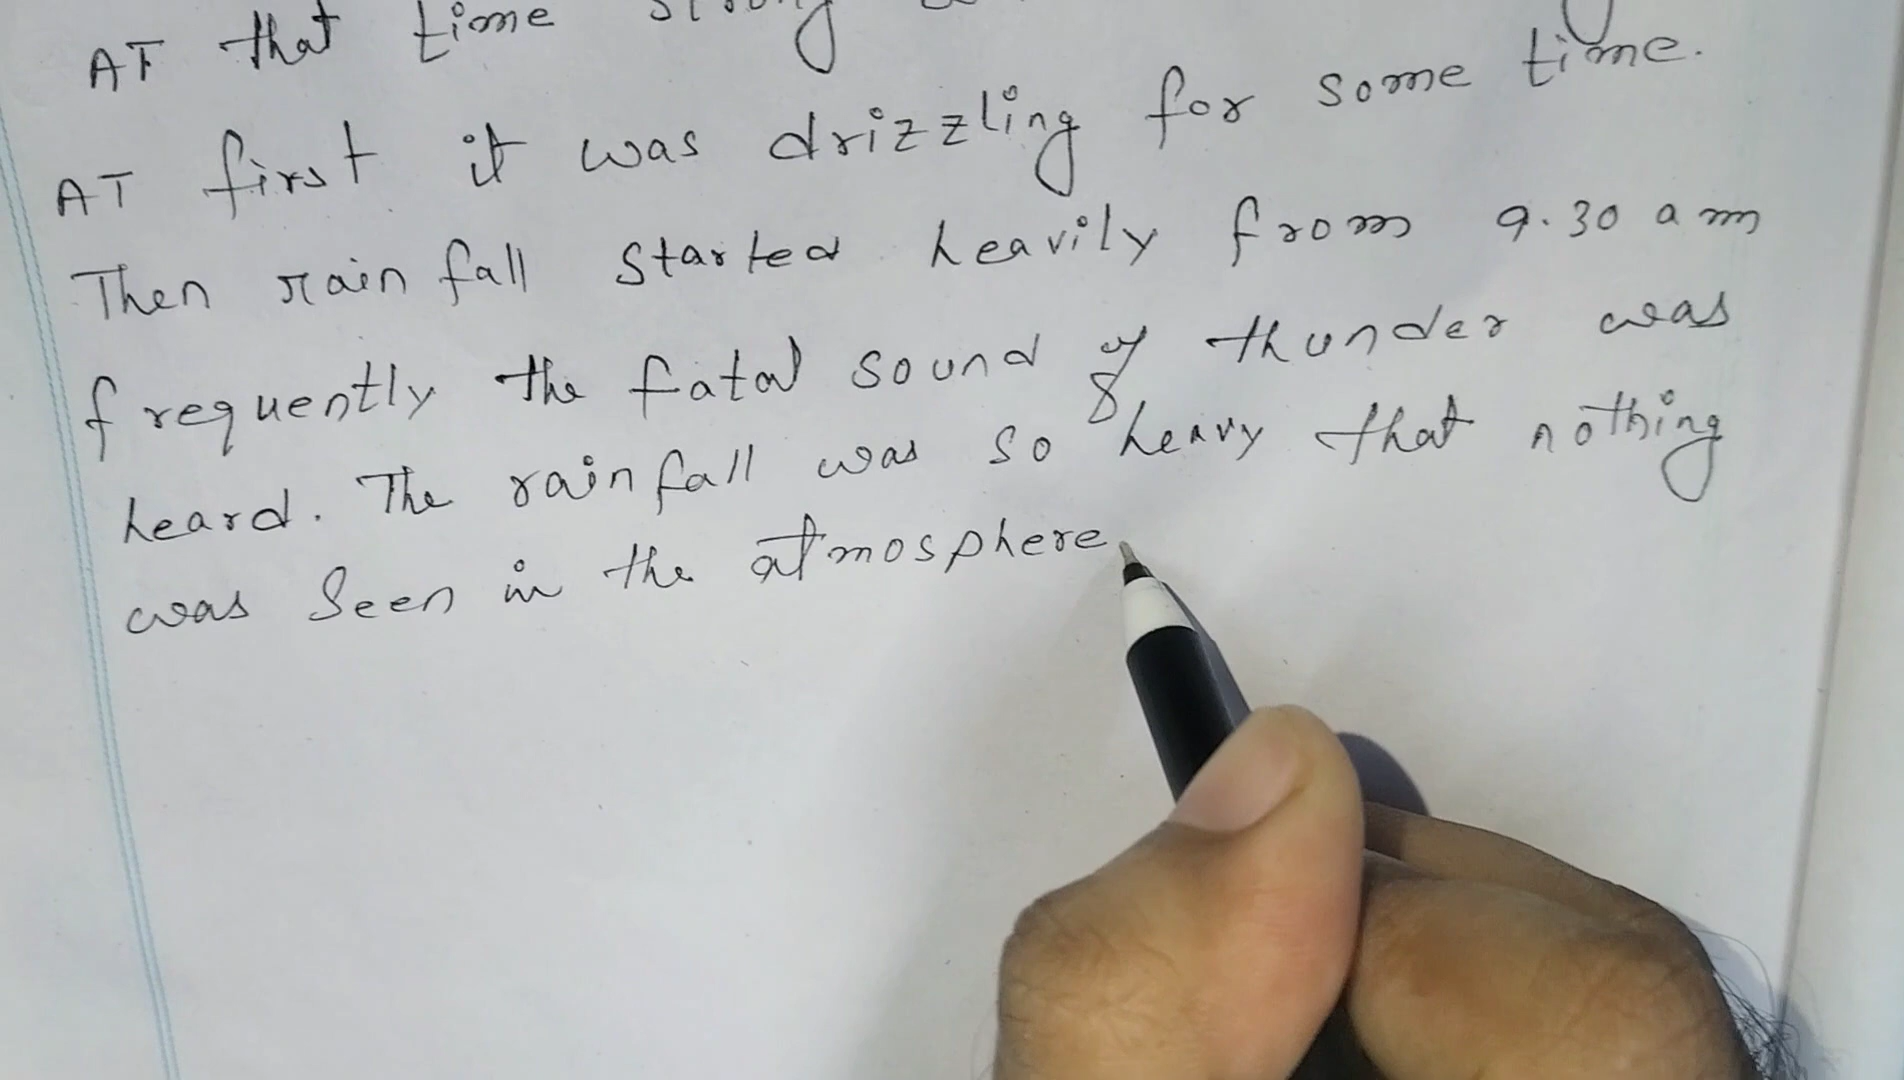 AT that time strong
AT first it was drizzling for some time.
Then rain fall started heavily from 9.30 am
frequently the fatal sound of thunder was
heard. The rainfall was so heavy that nothing
was seen in the atmosphere